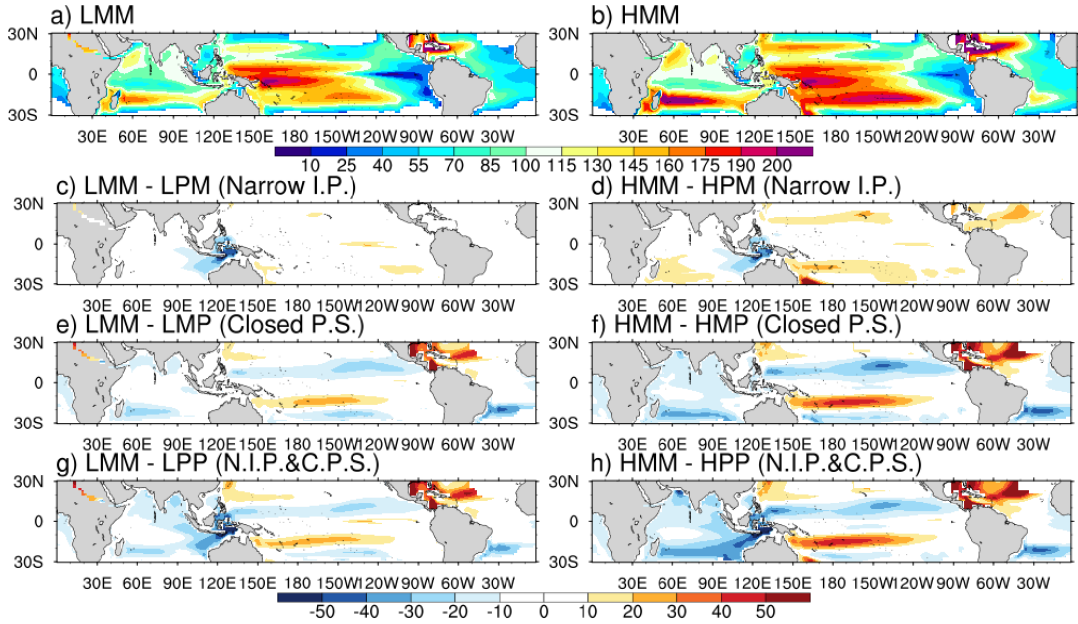 a) LMM
b) HMM
30N
0
30S
30N
0
30S
30E 60E 90E 120E 150E 180 150W 120W 90W 60W 30W
30E 60E 90E 120E 150E 180 150W 120W 90W 60W 30W
10 25 40 55 70 85 100 115 130 145 160 175 190 200
c) LMM - LPM (Narrow I.P.)
d) HMM - HPM (Narrow I.P.)
30N
0
30S
30N
0
30S
30E 60E 90E 120E 150E 180 150W 120W 90W 60W 30W
30E 60E 90E 120E 150E 180 150W 120W 90W 60W 30W
e) LMM - LMP (Closed P.S.)
f) HMM - HMP (Closed P.S.)
30N
0
30S
30N
0
30S
30E 60E 90E 120E 150E 180 150W 120W 90W 60W 30W
30E 60E 90E 120E 150E 180 150W 120W 90W 60W 30W
g) LMM - LPP (N.I.P.&C.P.S.)
h) HMM - HPP (N.I.P.&C.P.S.)
30N
0
30S
30N
0
30S
30E 60E 90E 120E 150E 180 150W 120W 90W 60W 30W
30E 60E 90E 120E 150E 180 150W 120W 90W 60W 30W
-50 -40 -30 -20 -10 0 10 20 30 40 50